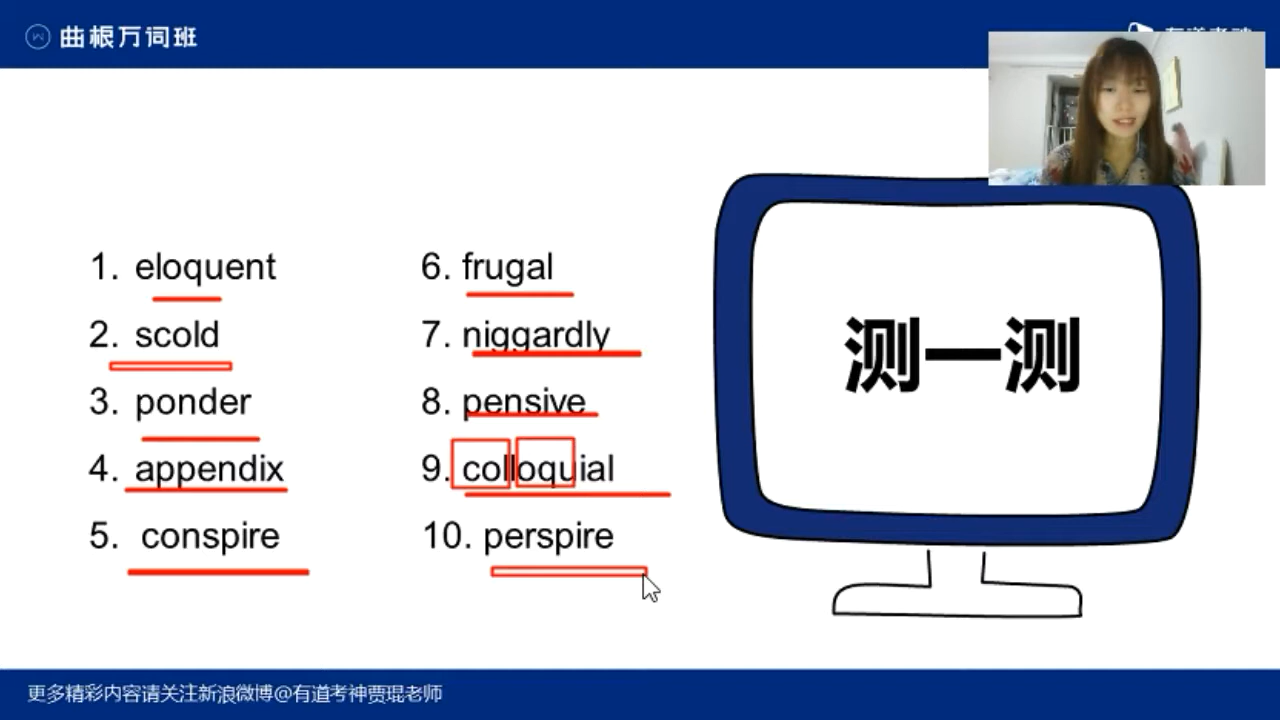 曲根万词班
1. eloquent
2. scold
3. ponder
4. appendix
5. conspire
6. frugal
7. niggardly
8. pensive
9. colloquial
10. perspire
测一测
更多精彩内容请关注新浪微博@有道考神贾琨老师